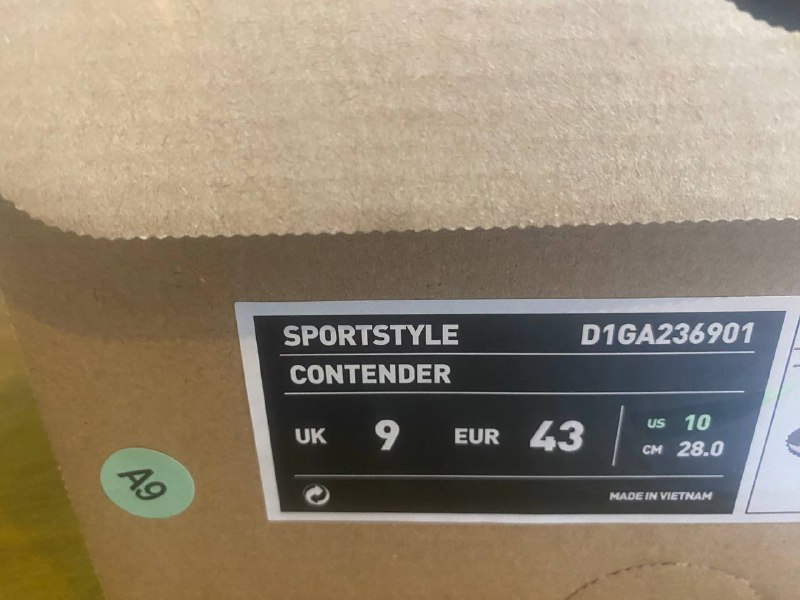 SPORTSTYLE D1GA236901
CONTENDER
UK 9 EUR 43 US 10
CM 28.0
MADE IN VIETNAM
A9